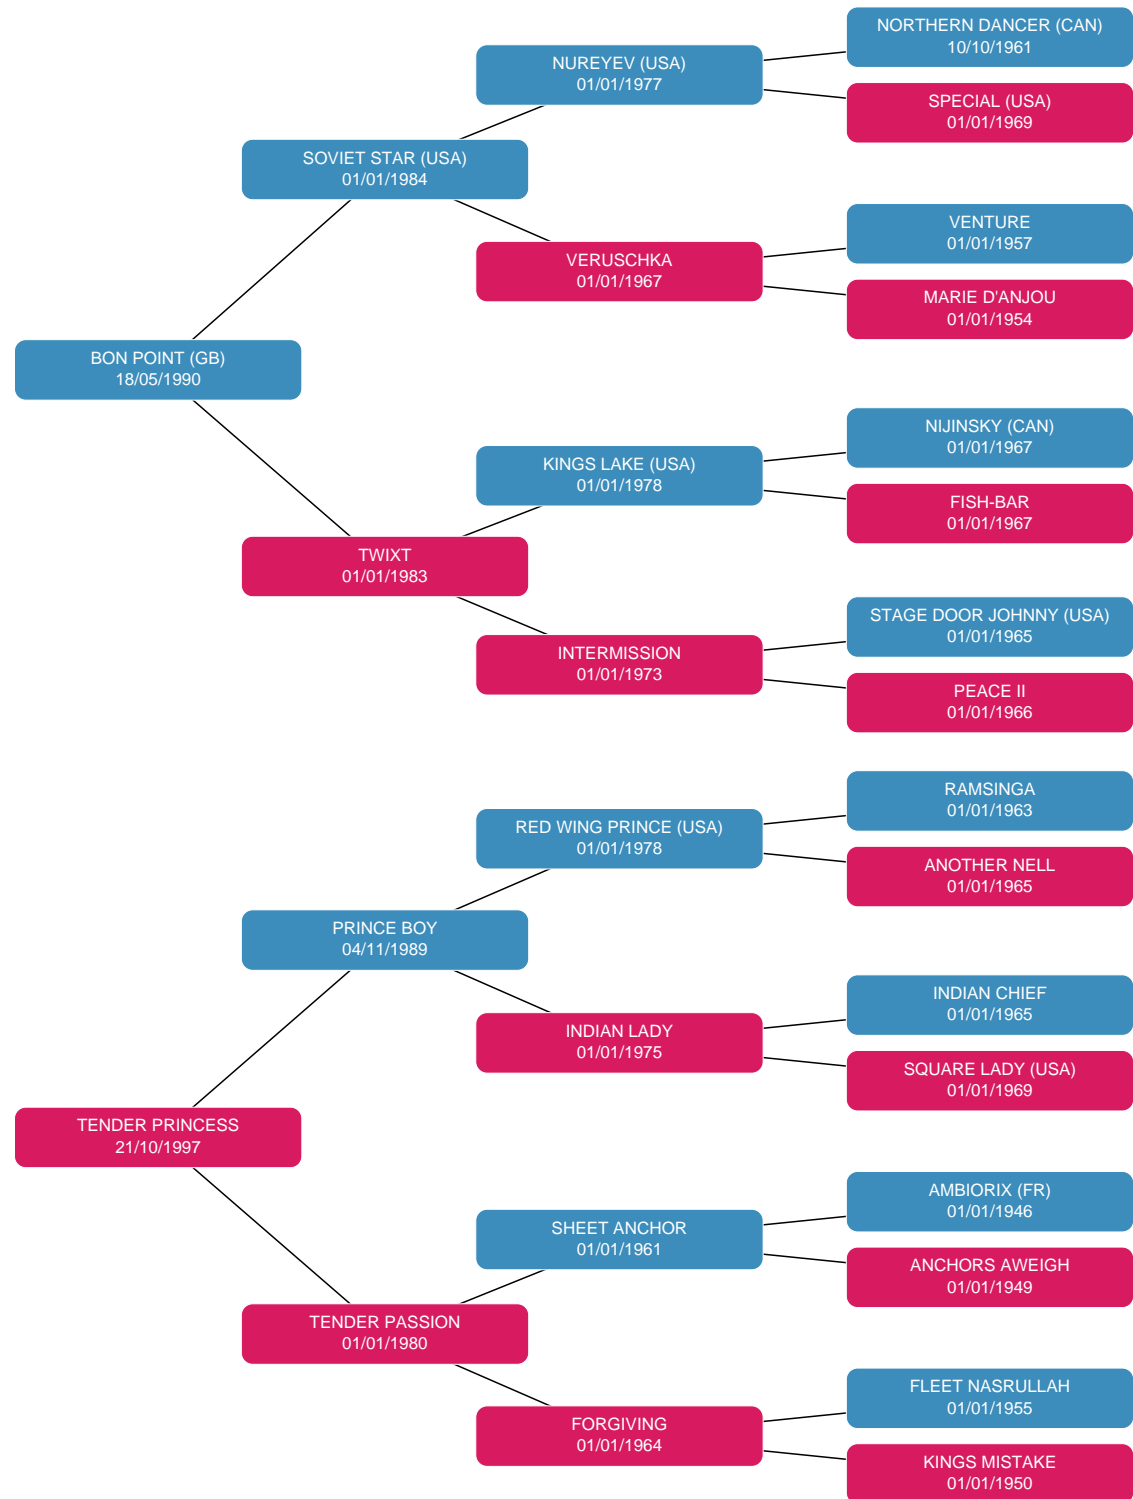 NORTHERN DANCER (CAN)
10/10/1961
NUREYEV (USA)
01/01/1977
SPECIAL (USA)
01/01/1969
SOVIET STAR (USA)
01/01/1984
VENTURE
01/01/1957
VERUSCHKA
01/01/1967
MARIE D'ANJOU
01/01/1954
BON POINT (GB)
18/05/1990
NIJINSKY (CAN)
01/01/1967
KINGS LAKE (USA)
01/01/1978
FISH-BAR
01/01/1967
TWIXT
01/01/1983
STAGE DOOR JOHNNY (USA)
01/01/1965
INTERMISSION
01/01/1973
PEACE II
01/01/1966
RAMSINGA
01/01/1963
RED WING PRINCE (USA)
01/01/1978
ANOTHER NELL
01/01/1965
PRINCE BOY
04/11/1989
INDIAN CHIEF
01/01/1965
INDIAN LADY
01/01/1975
SQUARE LADY (USA)
01/01/1969
TENDER PRINCESS
21/10/1997
AMBIORIX (FR)
01/01/1946
SHEET ANCHOR
01/01/1961
ANCHORS AWEIGH
01/01/1949
TENDER PASSION
01/01/1980
FLEET NASRULLAH
01/01/1955
FORGIVING
01/01/1964
KINGS MISTAKE
01/01/1950